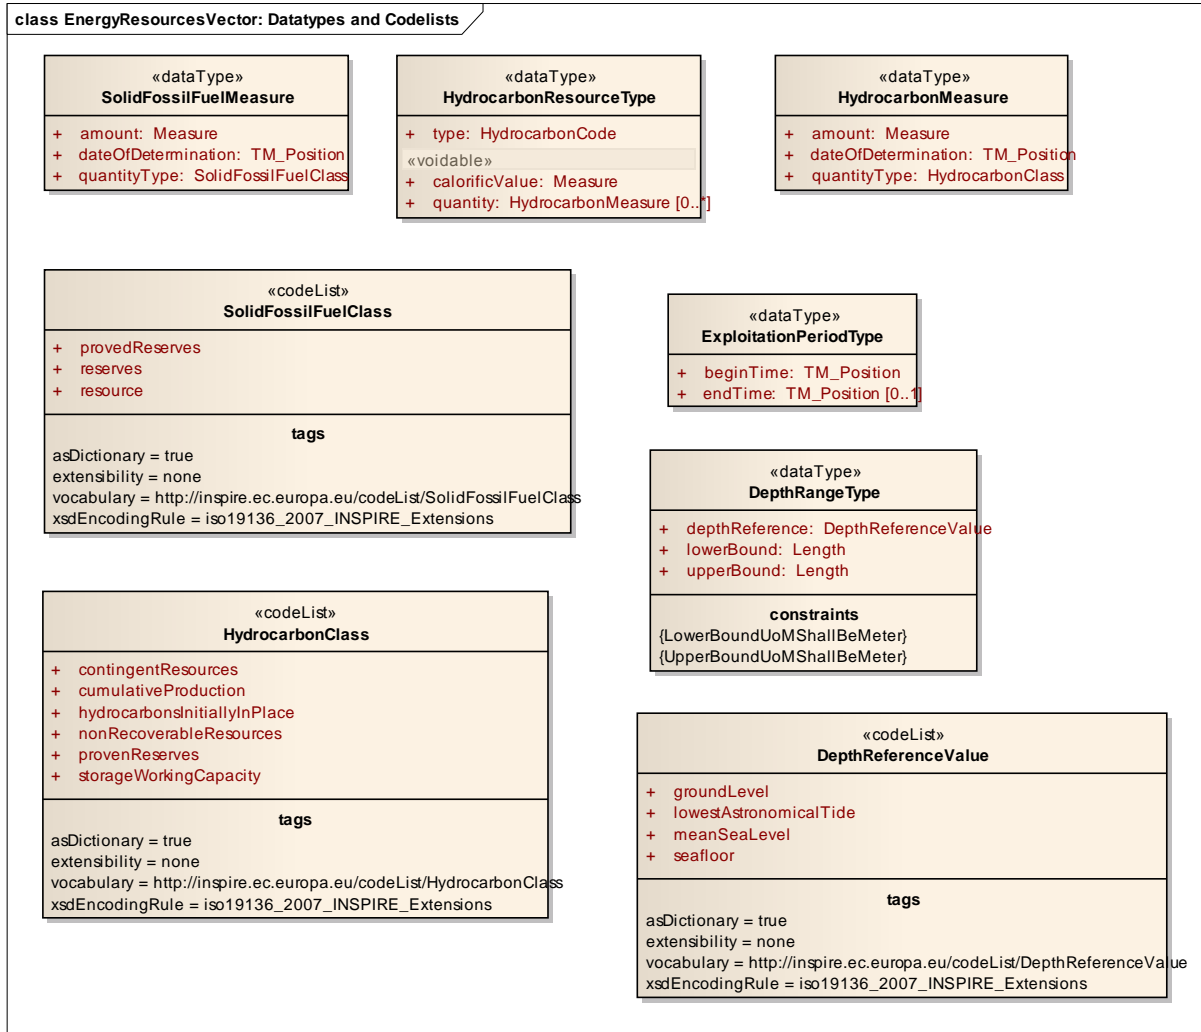 class EnergyResourcesVector: Datatypes and Codelists
«dataType»
SolidFossilFuelMeasure
+ amount: Measure
+ dateOfDetermination: TM_Position
+ quantityType: SolidFossilFuelClass
«dataType»
HydrocarbonResourceType
+ type: HydrocarbonCode
«voidable»
+ calorificValue: Measure
+ quantity: HydrocarbonMeasure [0..*]
«dataType»
HydrocarbonMeasure
+ amount: Measure
+ dateOfDetermination: TM_Position
+ quantityType: HydrocarbonClass
«codeList»
SolidFossilFuelClass
+ provedReserves
+ reserves
+ resource
tags
asDictionary = true
extensibility = none
vocabulary = http://inspire.ec.europa.eu/codeList/SolidFossilFuelClass
xsdEncodingRule = iso19136_2007_INSPIRE_Extensions
«dataType»
ExploitationPeriodType
+ beginTime: TM_Position
+ endTime: TM_Position [0..1]
«dataType»
DepthRangeType
+ depthReference: DepthReferenceValue
+ lowerBound: Length
+ upperBound: Length
constraints
{LowerBoundUoMShallBeMeter}
{UpperBoundUoMShallBeMeter}
«codeList»
HydrocarbonClass
+ contingentResources
+ cumulativeProduction
+ hydrocarbonsInitiallyInPlace
+ nonRecoverableResources
+ provenReserves
+ storageWorkingCapacity
tags
asDictionary = true
extensibility = none
vocabulary = http://inspire.ec.europa.eu/codeList/HydrocarbonClass
xsdEncodingRule = iso19136_2007_INSPIRE_Extensions
«codeList»
DepthReferenceValue
+ groundLevel
+ lowestAstronomicalTide
+ meanSeaLevel
+ seafloor
tags
asDictionary = true
extensibility = none
vocabulary = http://inspire.ec.europa.eu/codeList/DepthReferenceValue
xsdEncodingRule = iso19136_2007_INSPIRE_Extensions